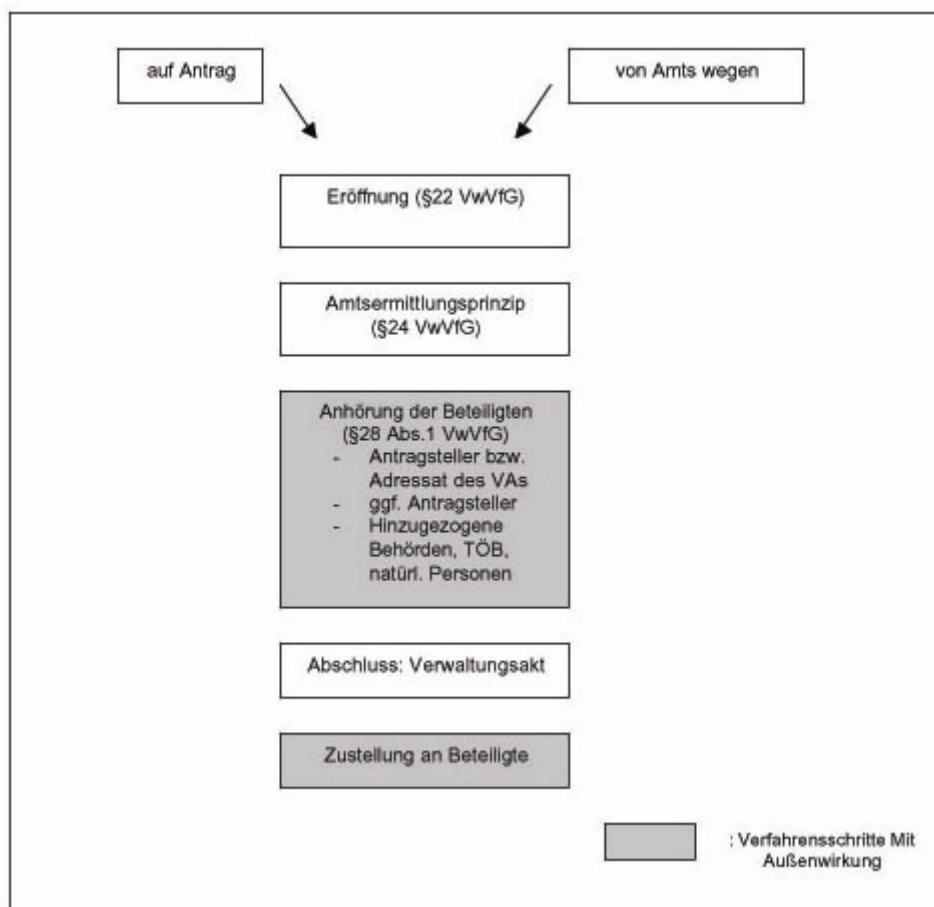 auf Antrag
von Amts wegen
Eröffnung (§22 VwVfG)
Amtsermittlungsprinzip
(§24 VwVfG)
Anhörung der Beteiligten
(§28 Abs.1 VwVfG)
- Antragsteller bzw.
Adressat des VAs
- ggf. Antragsteller
- Hinzugezogene
Behörden, TÖB,
natürl. Personen
Abschluss: Verwaltungsakt
Zustellung an Beteiligte
: Verfahrensschritte Mit
Außenwirkung